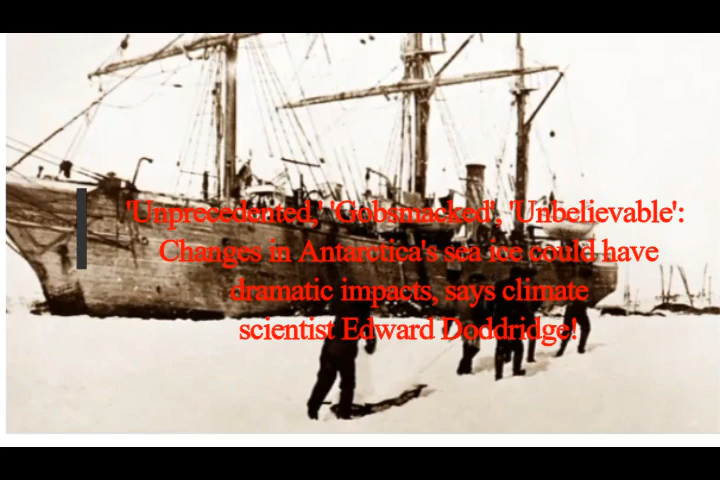 'Unprecedented,' 'Gobsmacked', 'Unbelievable':
Changes in Antarctica's sea ice could have
dramatic impacts, says climate
scientist Edward Doddridge!